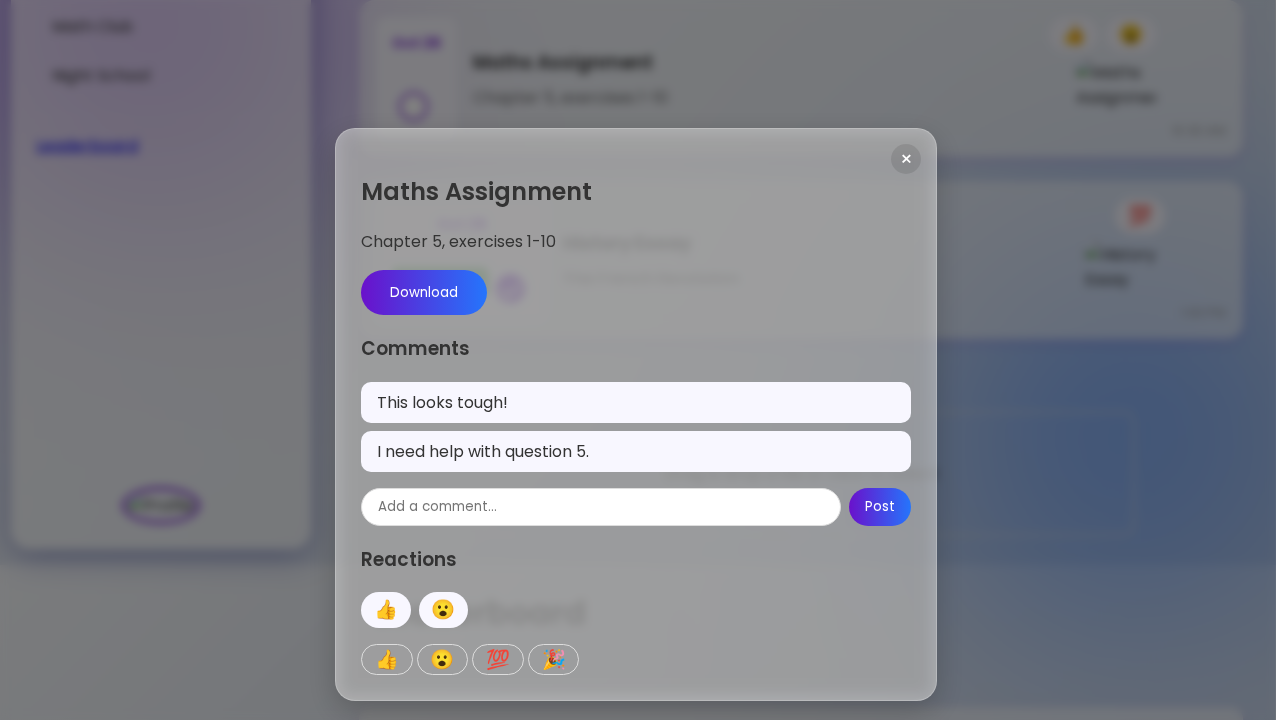 Math Club
Night School
Leaderboard
Maths Assignment
Chapter 5, exercises 1-10
×
Maths Assignment
Chapter 5, exercises 1-10
Download
Comments
This looks tough!
I need help with question 5.
Add a comment...
Post
Reactions